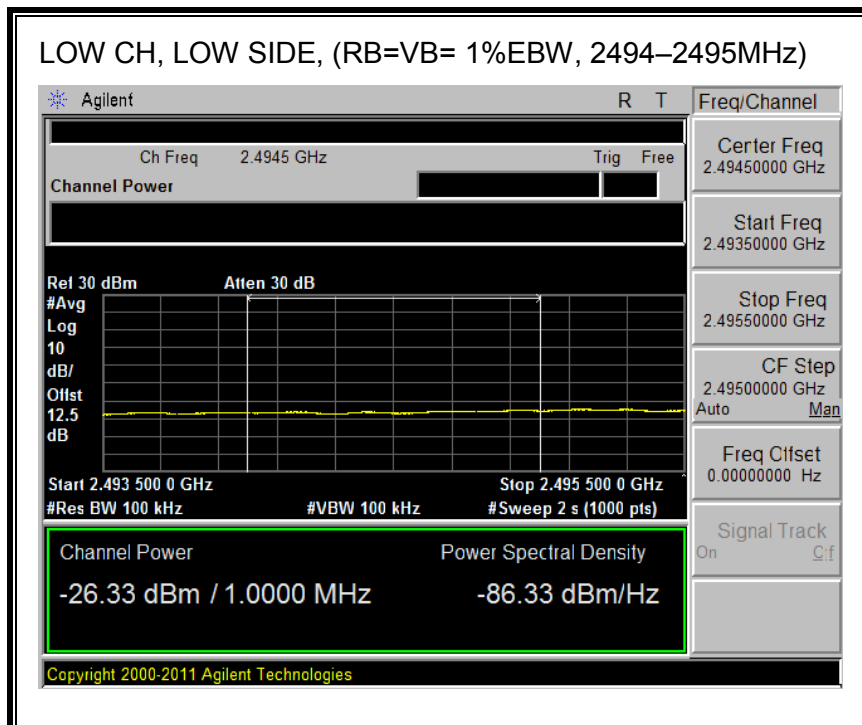 LOW CH, LOW SIDE, (RB=VB= 1%EBW, 2494–2495MHz)
Agilent R T Freq/Channel
Ch Freq 2.4945 GHz Trig Free
Channel Power
Center Freq
2.49450000 GHz
Start Freq
2.49350000 GHz
Stop Freq
2.49550000 GHz
CF Step
2.49500000 GHz
Auto Man
Freq Offset
0.00000000 Hz
Signal Track
On Off
Ref 30 dBm Atten 30 dB
#Avg
Log
10
dB/
Offst
12.5
dB
Start 2.493 500 0 GHz Stop 2.495 500 0 GHz
#Res BW 100 kHz #VBW 100 kHz #Sweep 2 s (1000 pts)
Channel Power Power Spectral Density
-26.33 dBm / 1.0000 MHz -86.33 dBm/Hz
Copyright 2000-2011 Agilent Technologies